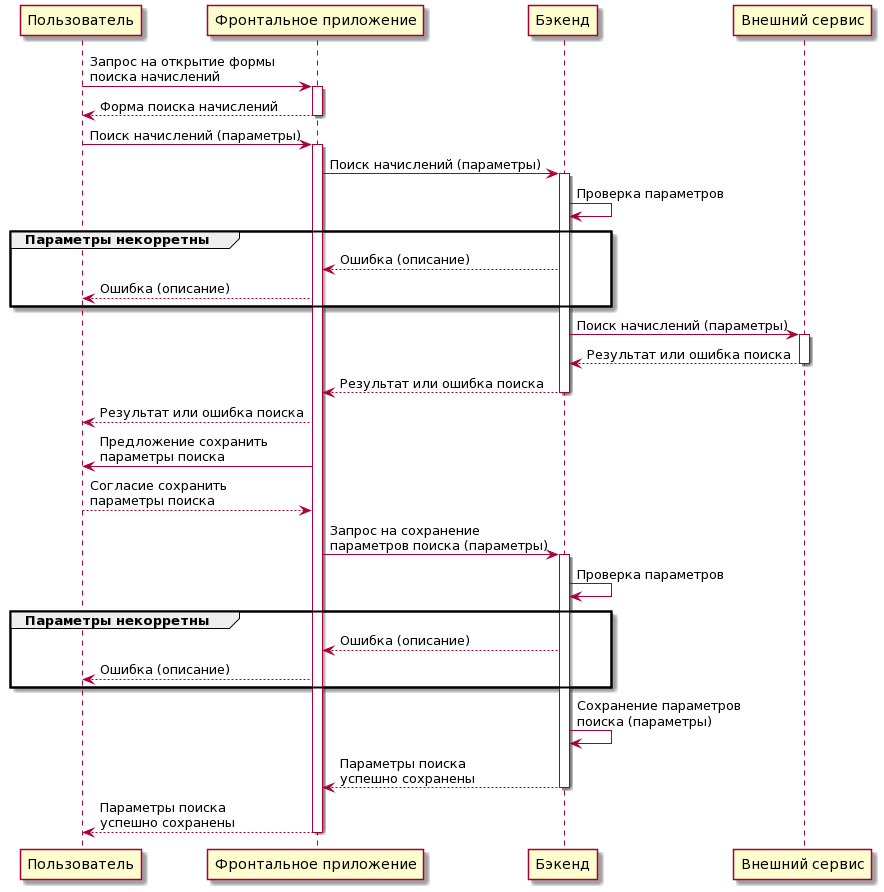 Пользователь
Фронтальное приложение
Бэкенд
Внешний сервис
Запрос на открытие формы
поиска начислений
Форма поиска начислений
Поиск начислений (параметры)
Поиск начислений (параметры)
Проверка параметров
Параметры некорретны
Ошибка (описание)
Ошибка (описание)
Поиск начислений (параметры)
Результат или ошибка поиска
Результат или ошибка поиска
Результат или ошибка поиска
Предложение сохранить
параметры поиска
Согласие сохранить
параметры поиска
Запрос на сохранение
параметров поиска (параметры)
Проверка параметров
Параметры некорретны
Ошибка (описание)
Ошибка (описание)
Сохранение параметров
поиска (параметры)
Параметры поиска
успешно сохранены
Параметры поиска
успешно сохранены
Пользователь
Фронтальное приложение
Бэкенд
Внешний сервис